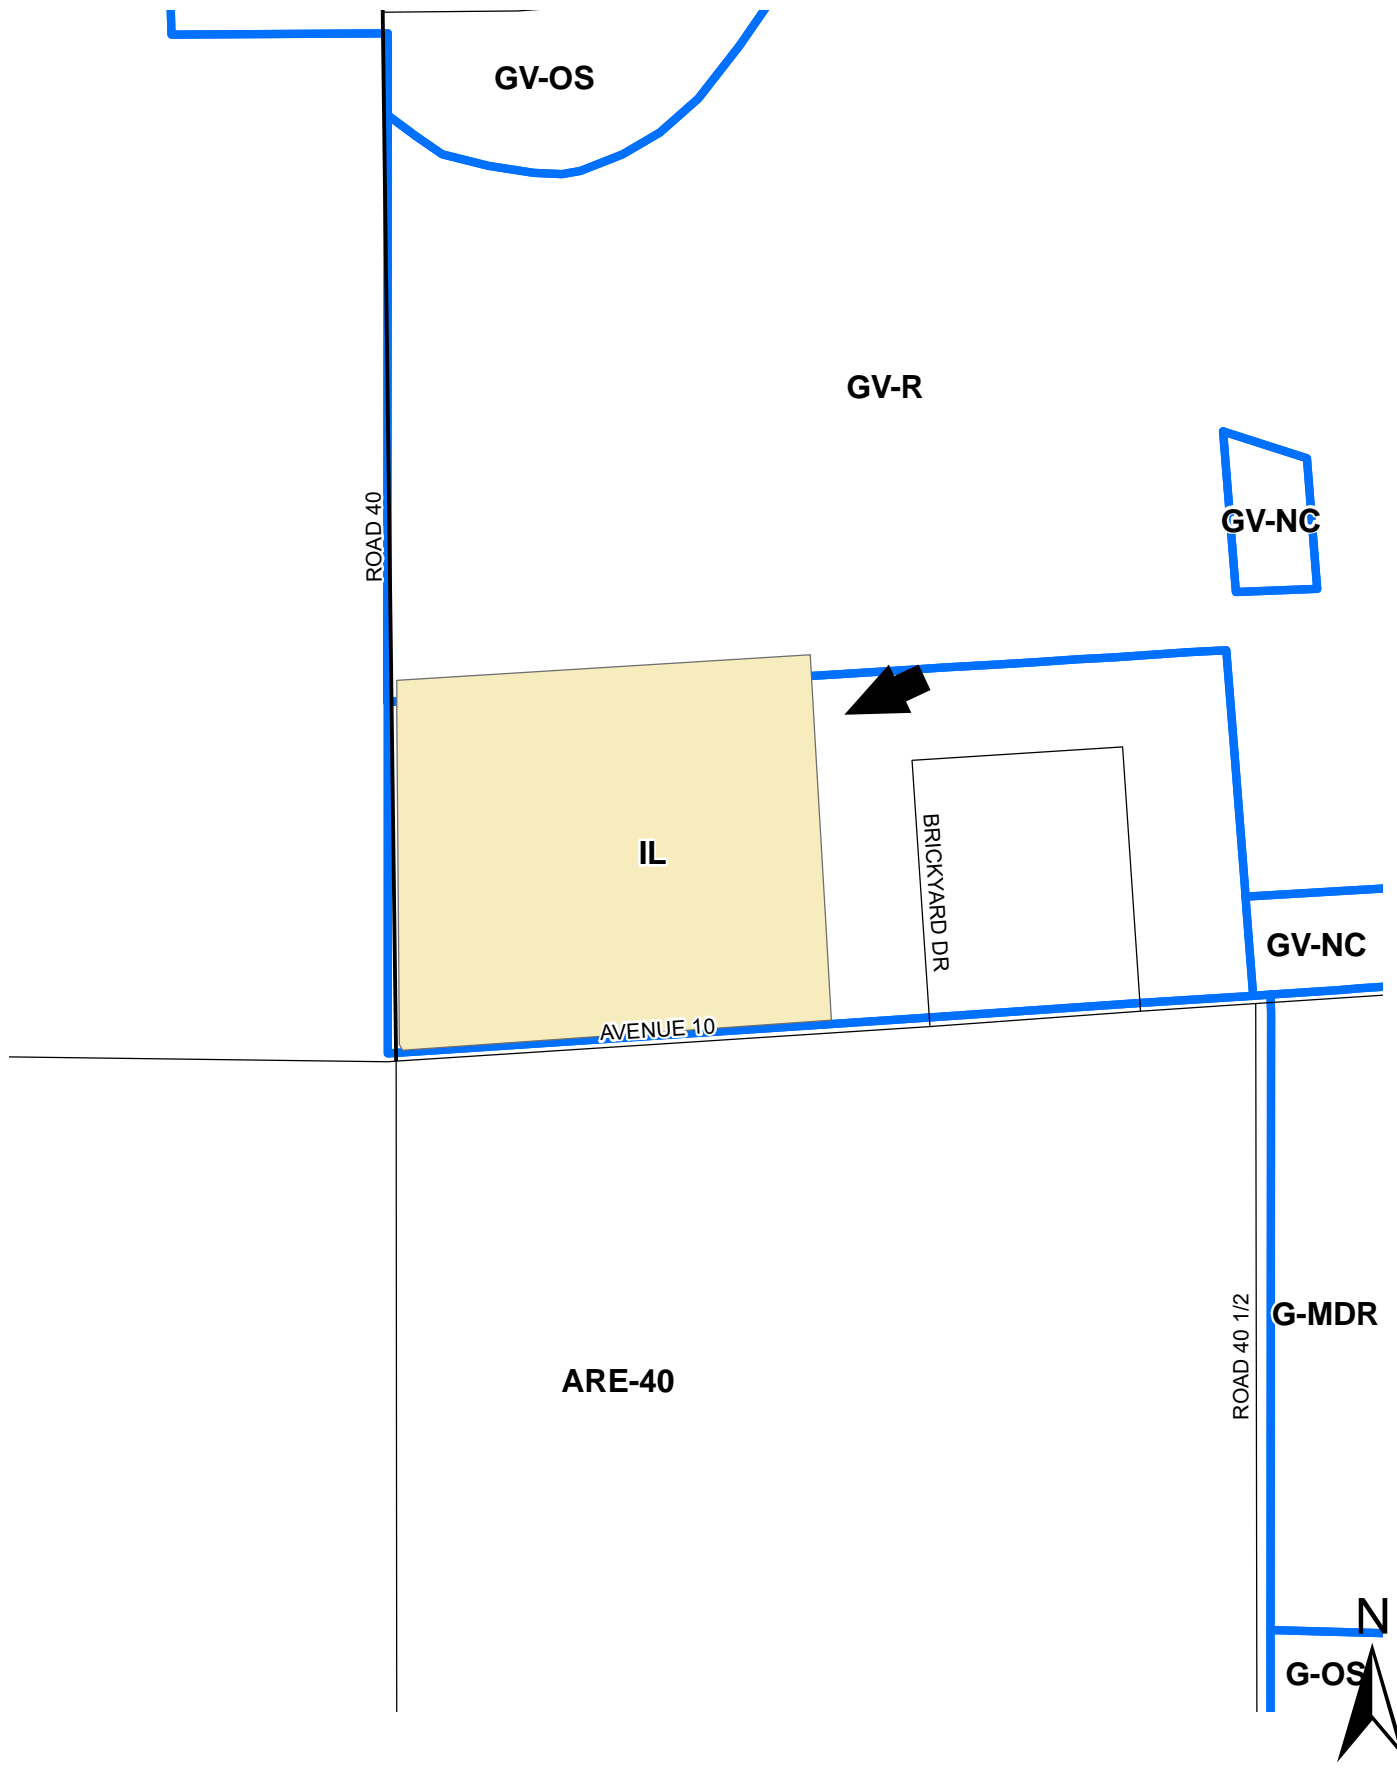 GV-OS
GV-R
ROAD 40
GV-NC
IL
BRICKYARD DR
GV-NC
AVENUE 10
ROAD 40 1/2
G-MDR
ARE-40
N
G-OS